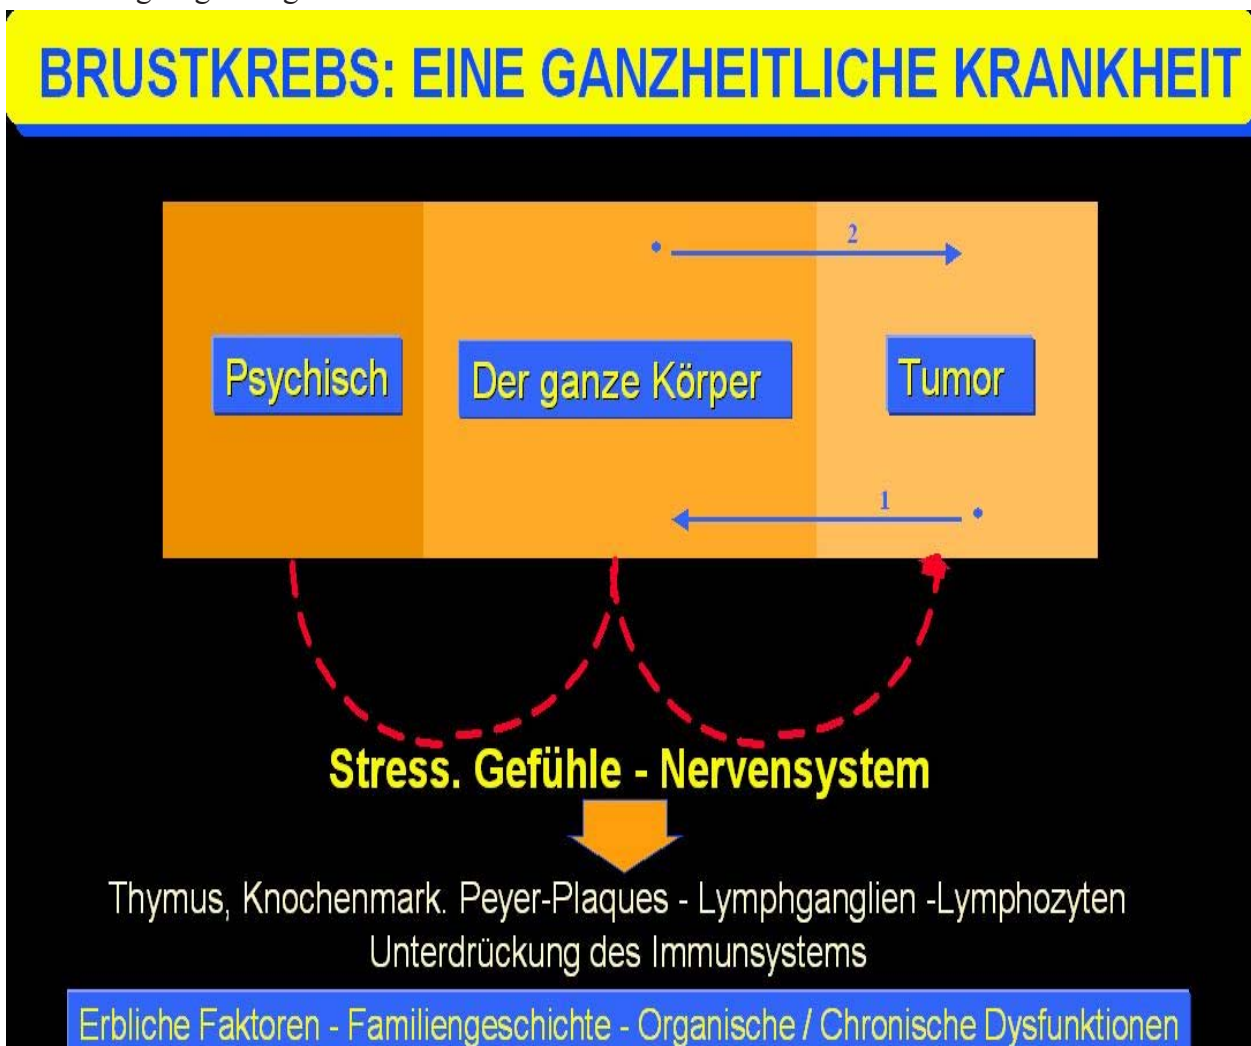 BRUSTKREBS: EINE GANZHEITLICHE KRANKHEIT
2
Psychisch
Der ganze Körper
Tumor
1
Stress. Gefühle - Nervensystem
Thymus, Knochenmark. Peyer-Plaques - Lymphganglien -Lymphozyten
Unterdrückung des Immunsystems
Erbliche Faktoren - Familiengeschichte - Organische / Chronische Dysfunktionen